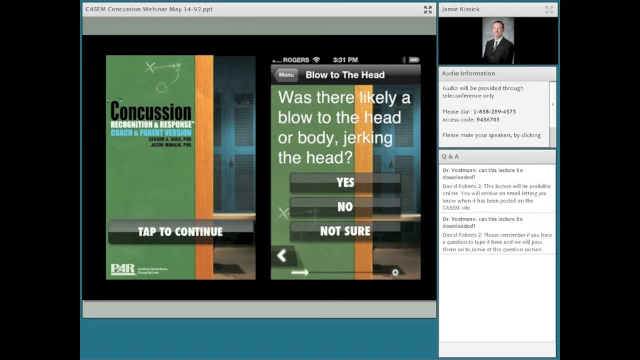 CASEM Concussion Webinar May 14-V2.ppt
Concussion
RECOGNITION & RESPONSE
COACH & PARENT VERSION
JASON MIHALIK, PHD
TAP TO CONTINUE
PAR
ROGERS
3:31 PM
Menu
Blow to The Head
Was there likely a
blow to the head
or body, jerking
the head?
YES
NO
NOT SURE
Jamie Kissick
Audio Information
Audio will be provided through
teleconference only.
Please dial: 1-888-289-4573
access code: 9436703
Please mute your speakers, by clicking
Q & A
Dr. Vostmann: can this lecture be
downloaded?
David Roberts 2: This lecture will be available
online. You will receive an email letting you
know when it has been posted on the
CASEM site.
Dr. Vostmann: can this lecture be
downloaded?
David Roberts 2: Please remember if you have
a question to type it here and we will pass
them on to Jamie at the question section.